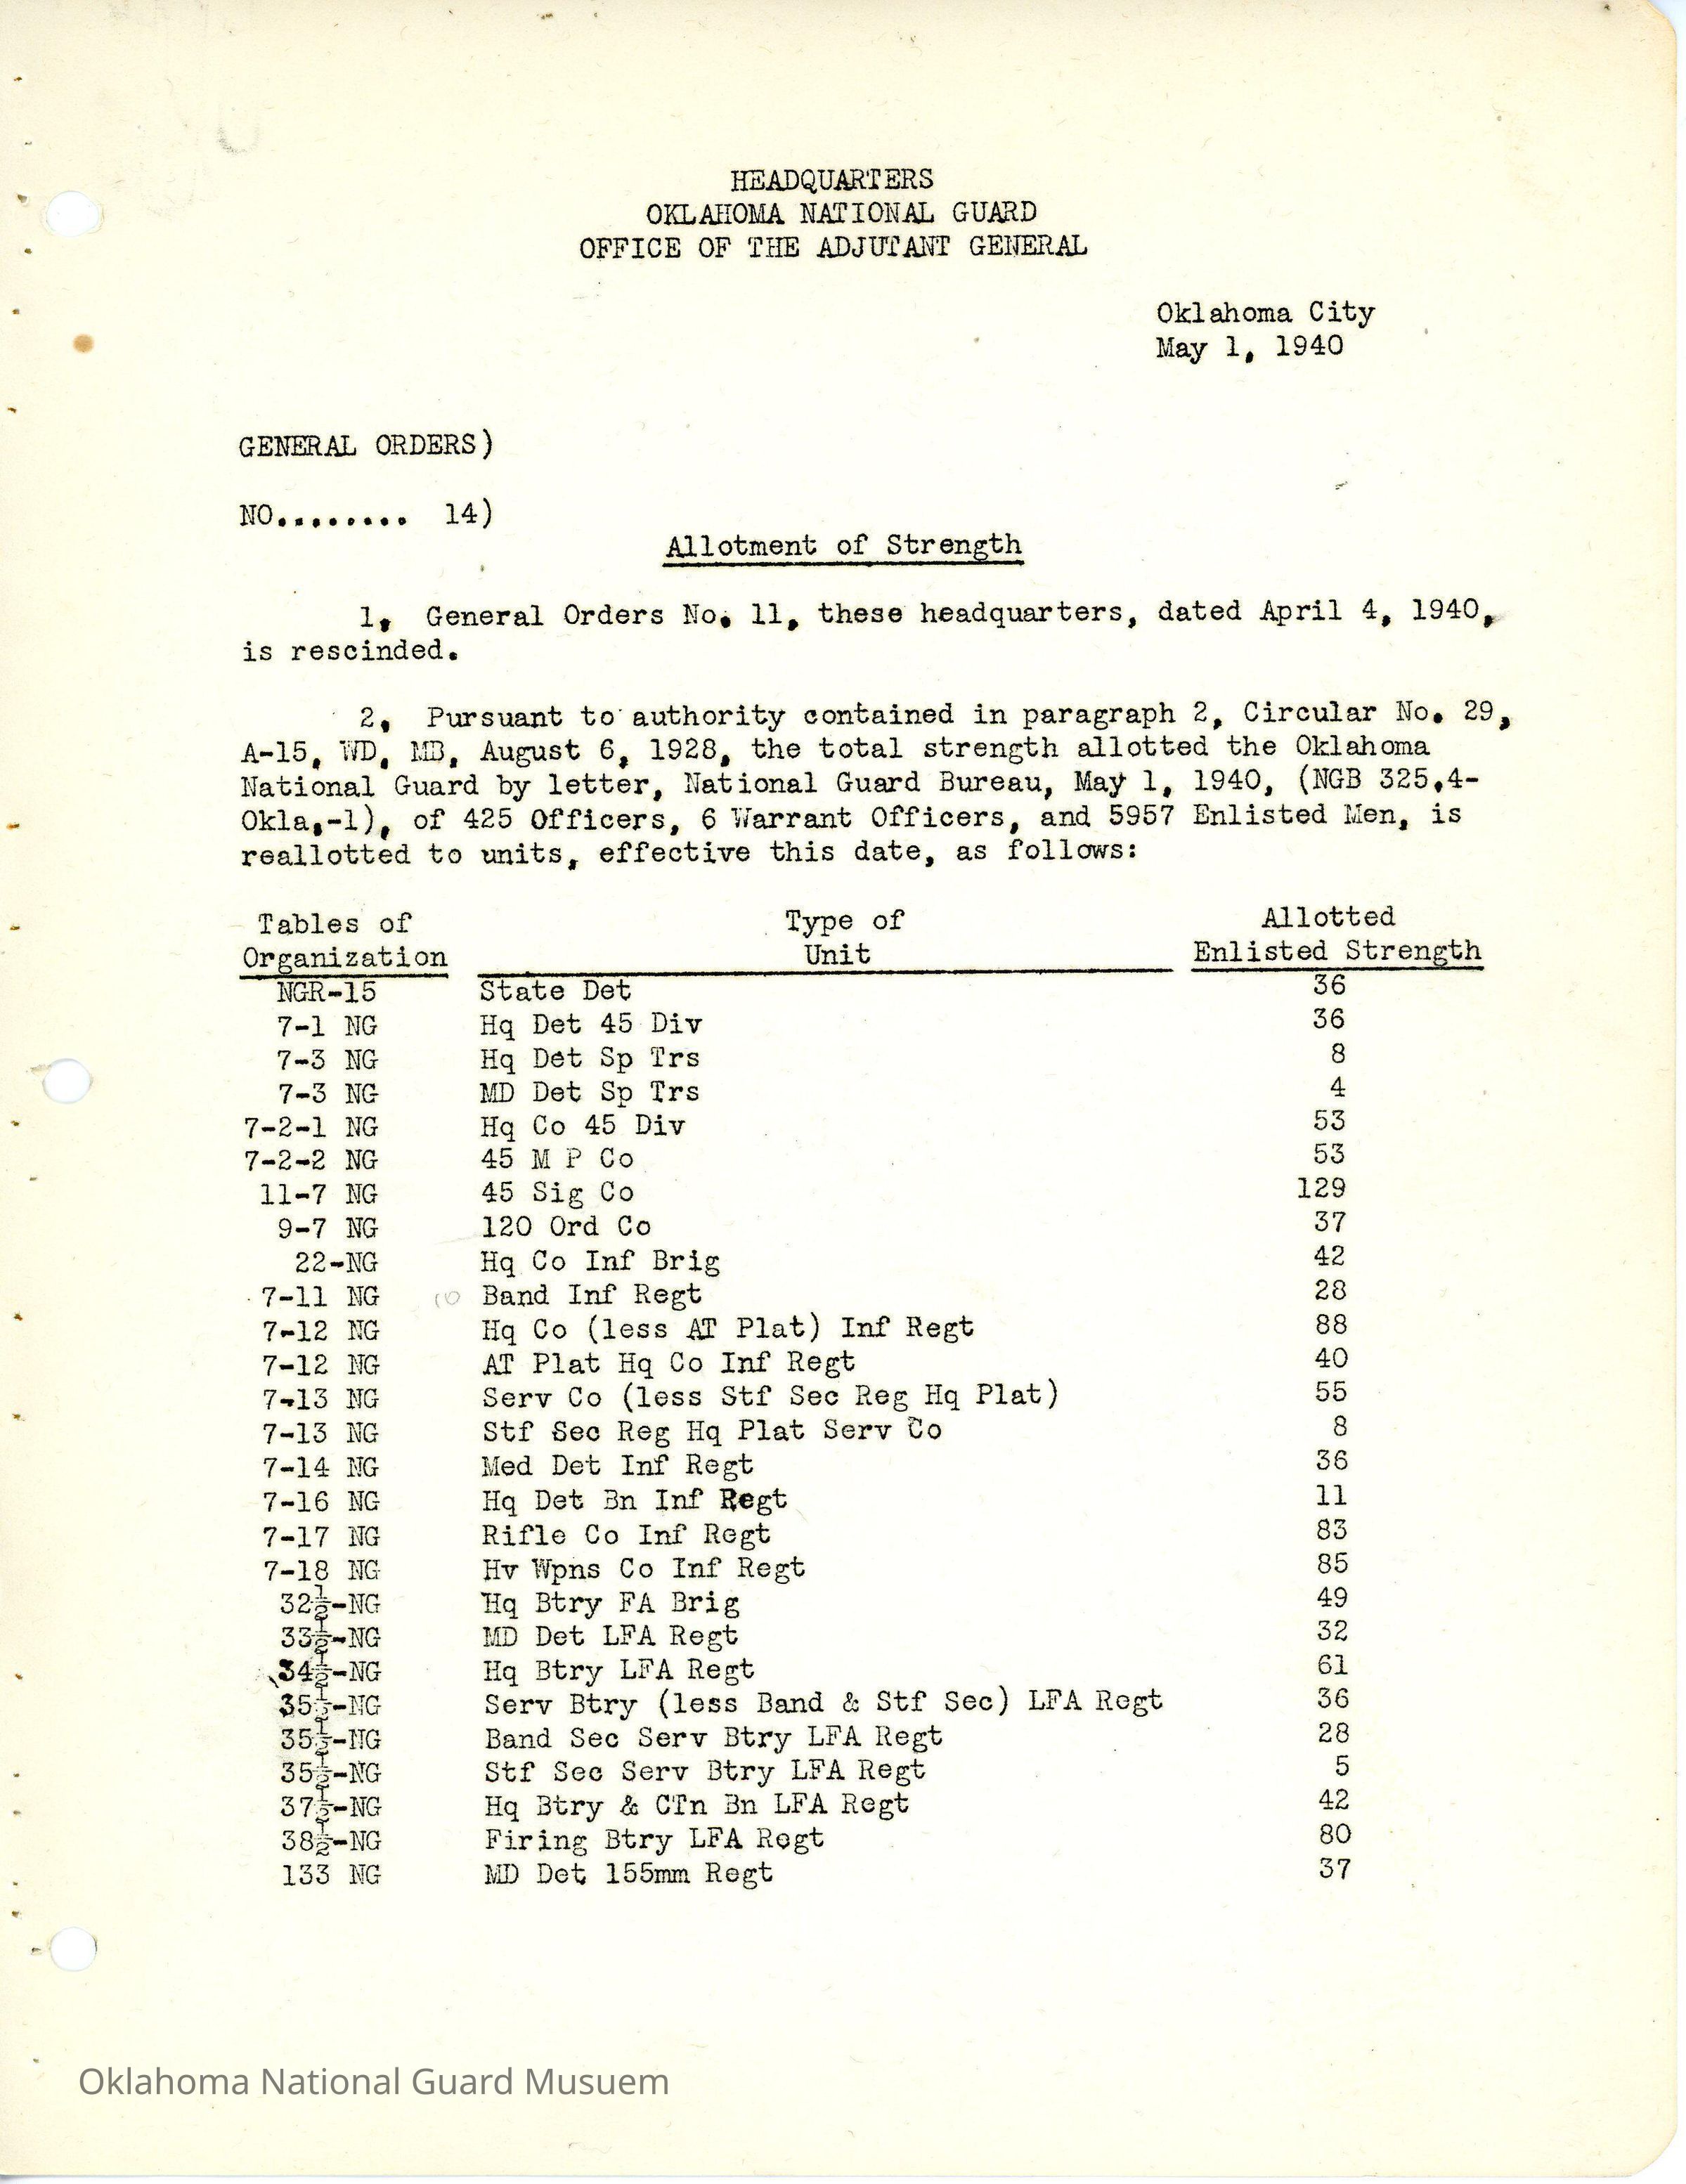 HEADQUARTERS
OKLAHOMA NATIONAL GUARD
OFFICE OF THE ADJUTANT GENERAL
Oklahoma City
May 1, 1940
GENERAL ORDERS)
NO........ 14)
Allotment of Strength
1. General Orders No. 11, these headquarters, dated April 4, 1940,
is rescinded.
2. Pursuant to authority contained in paragraph 2, Circular No. 29,
A-15, WD, MB, August 6, 1928, the total strength allotted the Oklahoma
National Guard by letter, National Guard Bureau, May 1, 1940, (NGB 325.4-
Okla.-1), of 425 Officers, 6 Warrant Officers, and 5957 Enlisted Men, is
reallotted to units, effective this date, as follows:
Tables of Type of Allotted
Organization Unit Enlisted Strength
NGR-15 State Det 36
7-1 NG Hq Det 45 Div 36
7-3 NG Hq Det Sp Trs 8
7-3 NG MD Det Sp Trs 4
7-2-1 NG Hq Co 45 Div 53
7-2-2 NG 45 M P Co 53
11-7 NG 45 Sig Co 129
9-7 NG 120 Ord Co 37
22-NG Hq Co Inf Brig 42
7-11 NG Band Inf Regt 28
7-12 NG Hq Co (less AT Plat) Inf Regt 88
7-12 NG AT Plat Hq Co Inf Regt 40
7-13 NG Serv Co (less Stf Sec Reg Hq Plat) 55
7-13 NG Stf Sec Reg Hq Plat Serv Co 8
7-14 NG Med Det Inf Regt 36
7-16 NG Hq Det Bn Inf Regt 11
7-17 NG Rifle Co Inf Regt 83
7-18 NG Hv Wpns Co Inf Regt 85
32½-NG Hq Btry FA Brig 49
33½-NG MD Det LFA Regt 32
34½-NG Hq Btry LFA Regt 61
35½-NG Serv Btry (less Band & Stf Sec) LFA Regt 36
35½-NG Band Sec Serv Btry LFA Regt 28
35½-NG Stf Sec Serv Btry LFA Regt 5
37½-NG Hq Btry & CTn Bn LFA Regt 42
38½-NG Firing Btry LFA Regt 80
133 NG MD Det 155mm Regt 37
Oklahoma National Guard Musuem